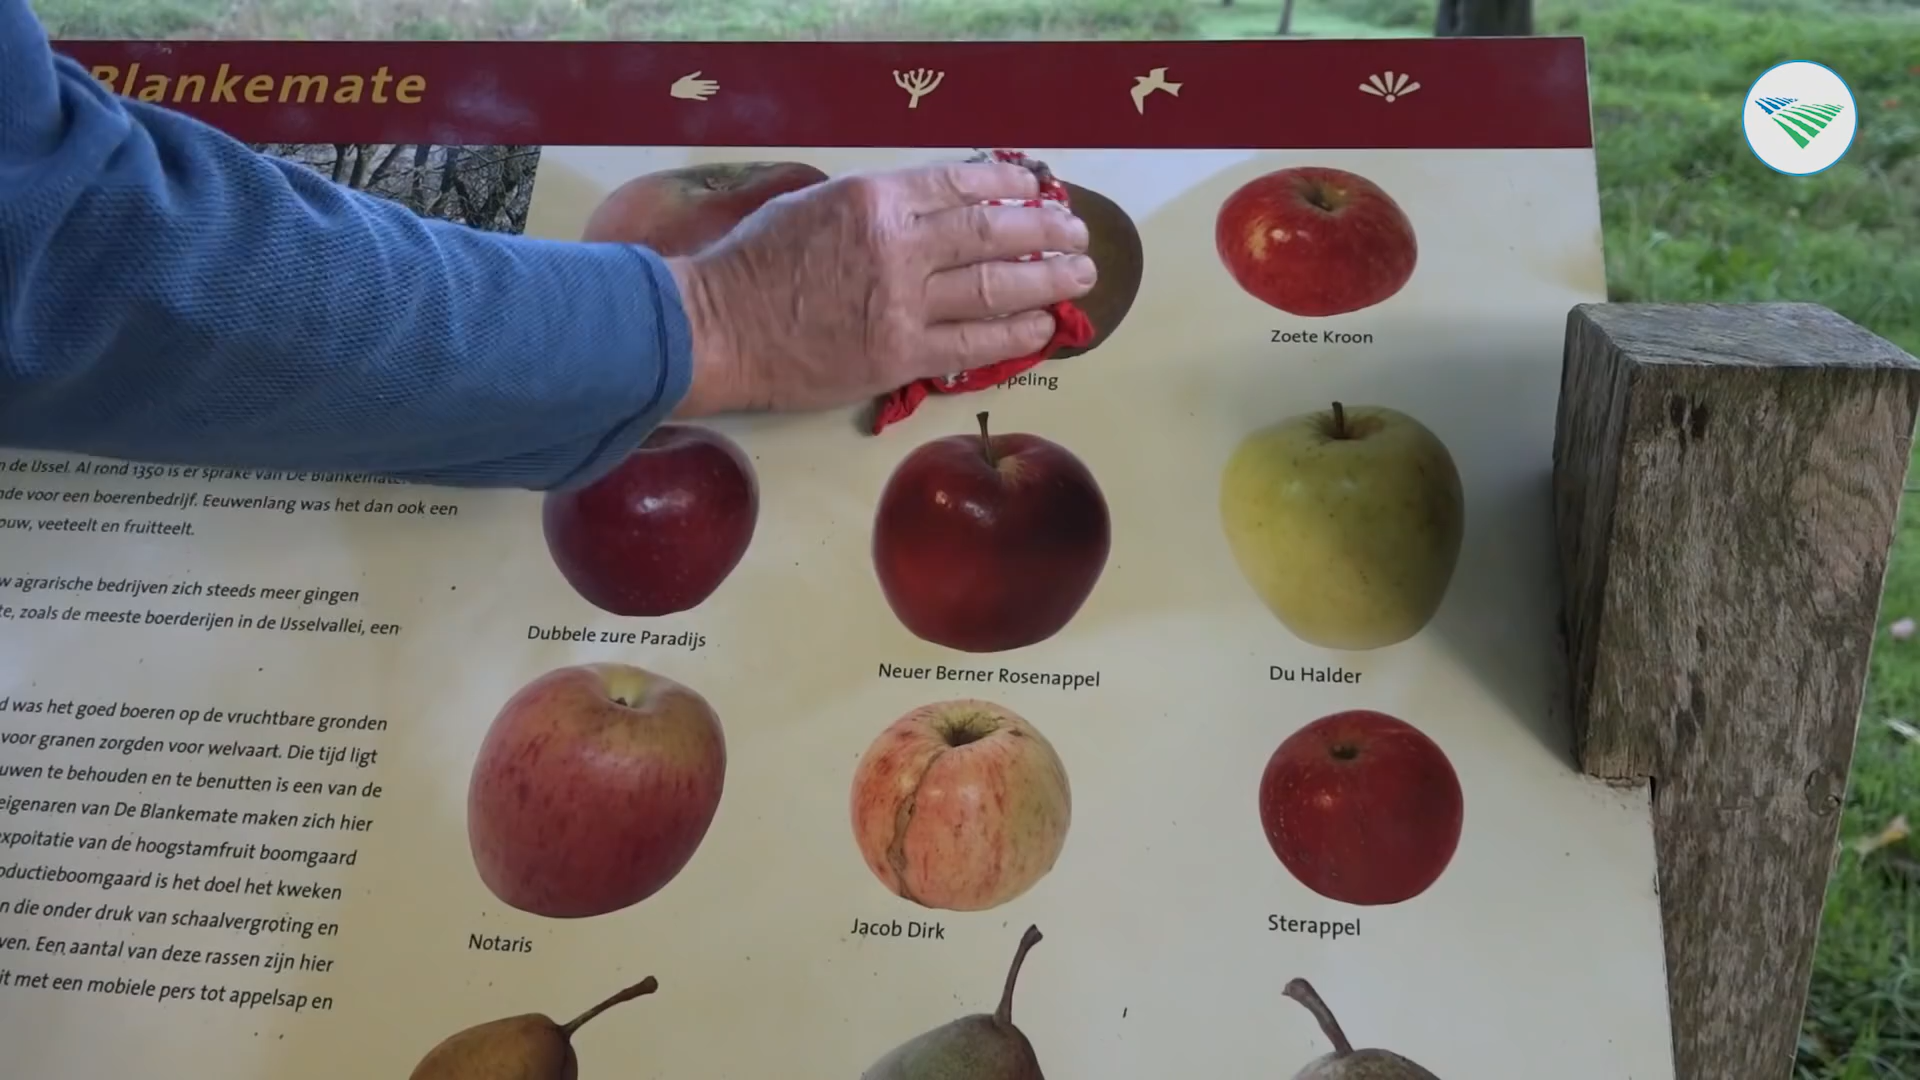 Blankemate
Zoete Kroon
n de IJssel. Al rond 1350 is er sprake van De Blankemate.
nde voor een boerenbedrijf. Eeuwenlang was het dan ook een
ouw, veeteelt en fruitteelt.
w agrarische bedrijven zich steeds meer gingen
te, zoals de meeste boerderijen in de IJsselvallei, een
d was het goed boeren op de vruchtbare gronden
voor granen zorgden voor welvaart. Die tijd ligt
uwen te behouden en te benutten is een van de
eigenaren van De Blankemate maken zich hier
expoitatie van de hoogstamfruit boomgaard
oductieboomgaard is het doel het kweken
n die onder druk van schaalvergroting en
ven. Een aantal van deze rassen zijn hier
it met een mobiele pers tot appelsap en
ppeling
Dubbele zure Paradijs
Neuer Berner Rosenappel
Du Halder
Notaris
Jacob Dirk
Sterappel